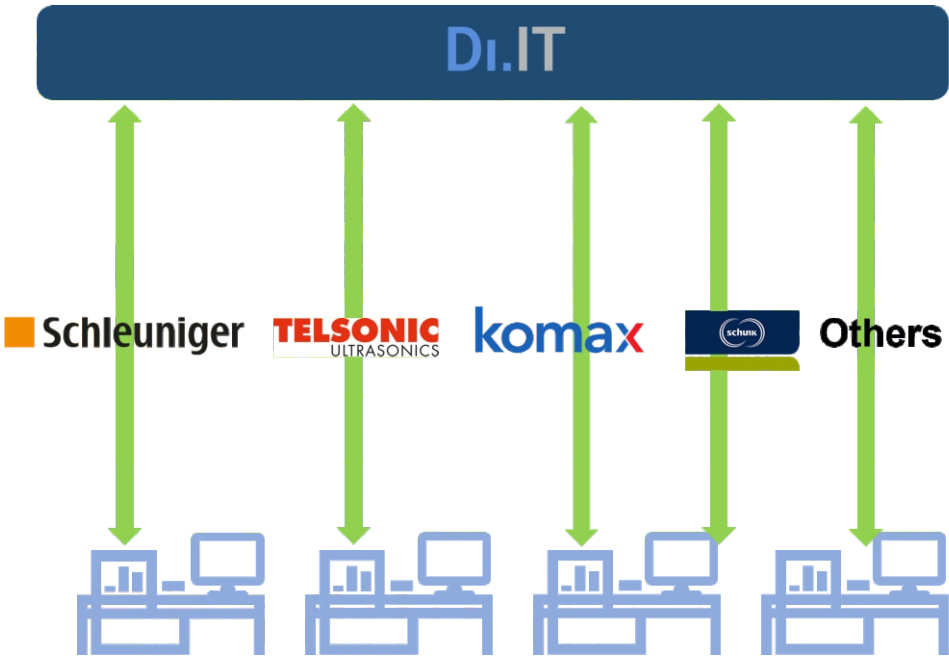 Di.IT
Schleuniger
TELSONIC
ULTRASONICS
komax
schunk
Others